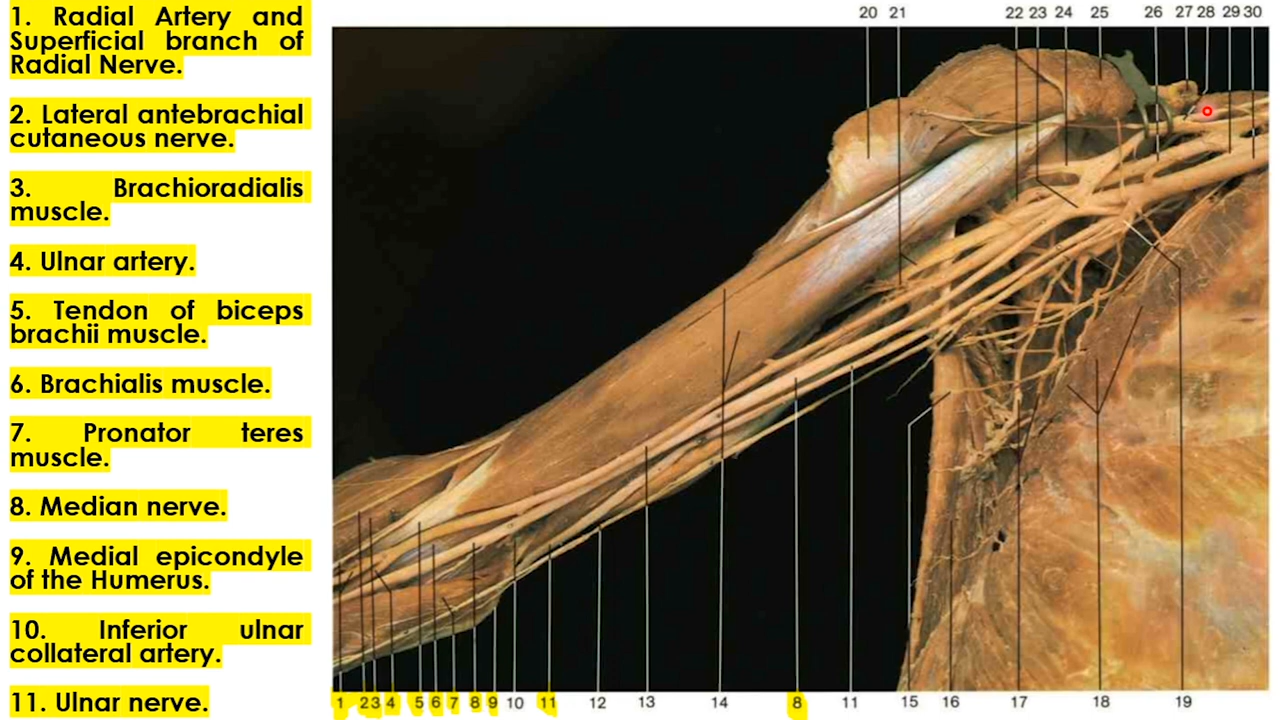 1. Radial Artery and
Superficial branch of
Radial Nerve.
2. Lateral antebrachial
cutaneous nerve.
3. Brachioradialis
muscle.
4. Ulnar artery.
5. Tendon of biceps
brachii muscle.
6. Brachialis muscle.
7. Pronator teres
muscle.
8. Median nerve.
9. Medial epicondyle
of the Humerus.
10. Inferior ulnar
collateral artery.
11. Ulnar nerve.
20 21 22 23 24 25 26 27 28 29 30
1 2 3 4 5 6 7 8 9 10 11 12 13 14 8 11 15 16 17 18 19